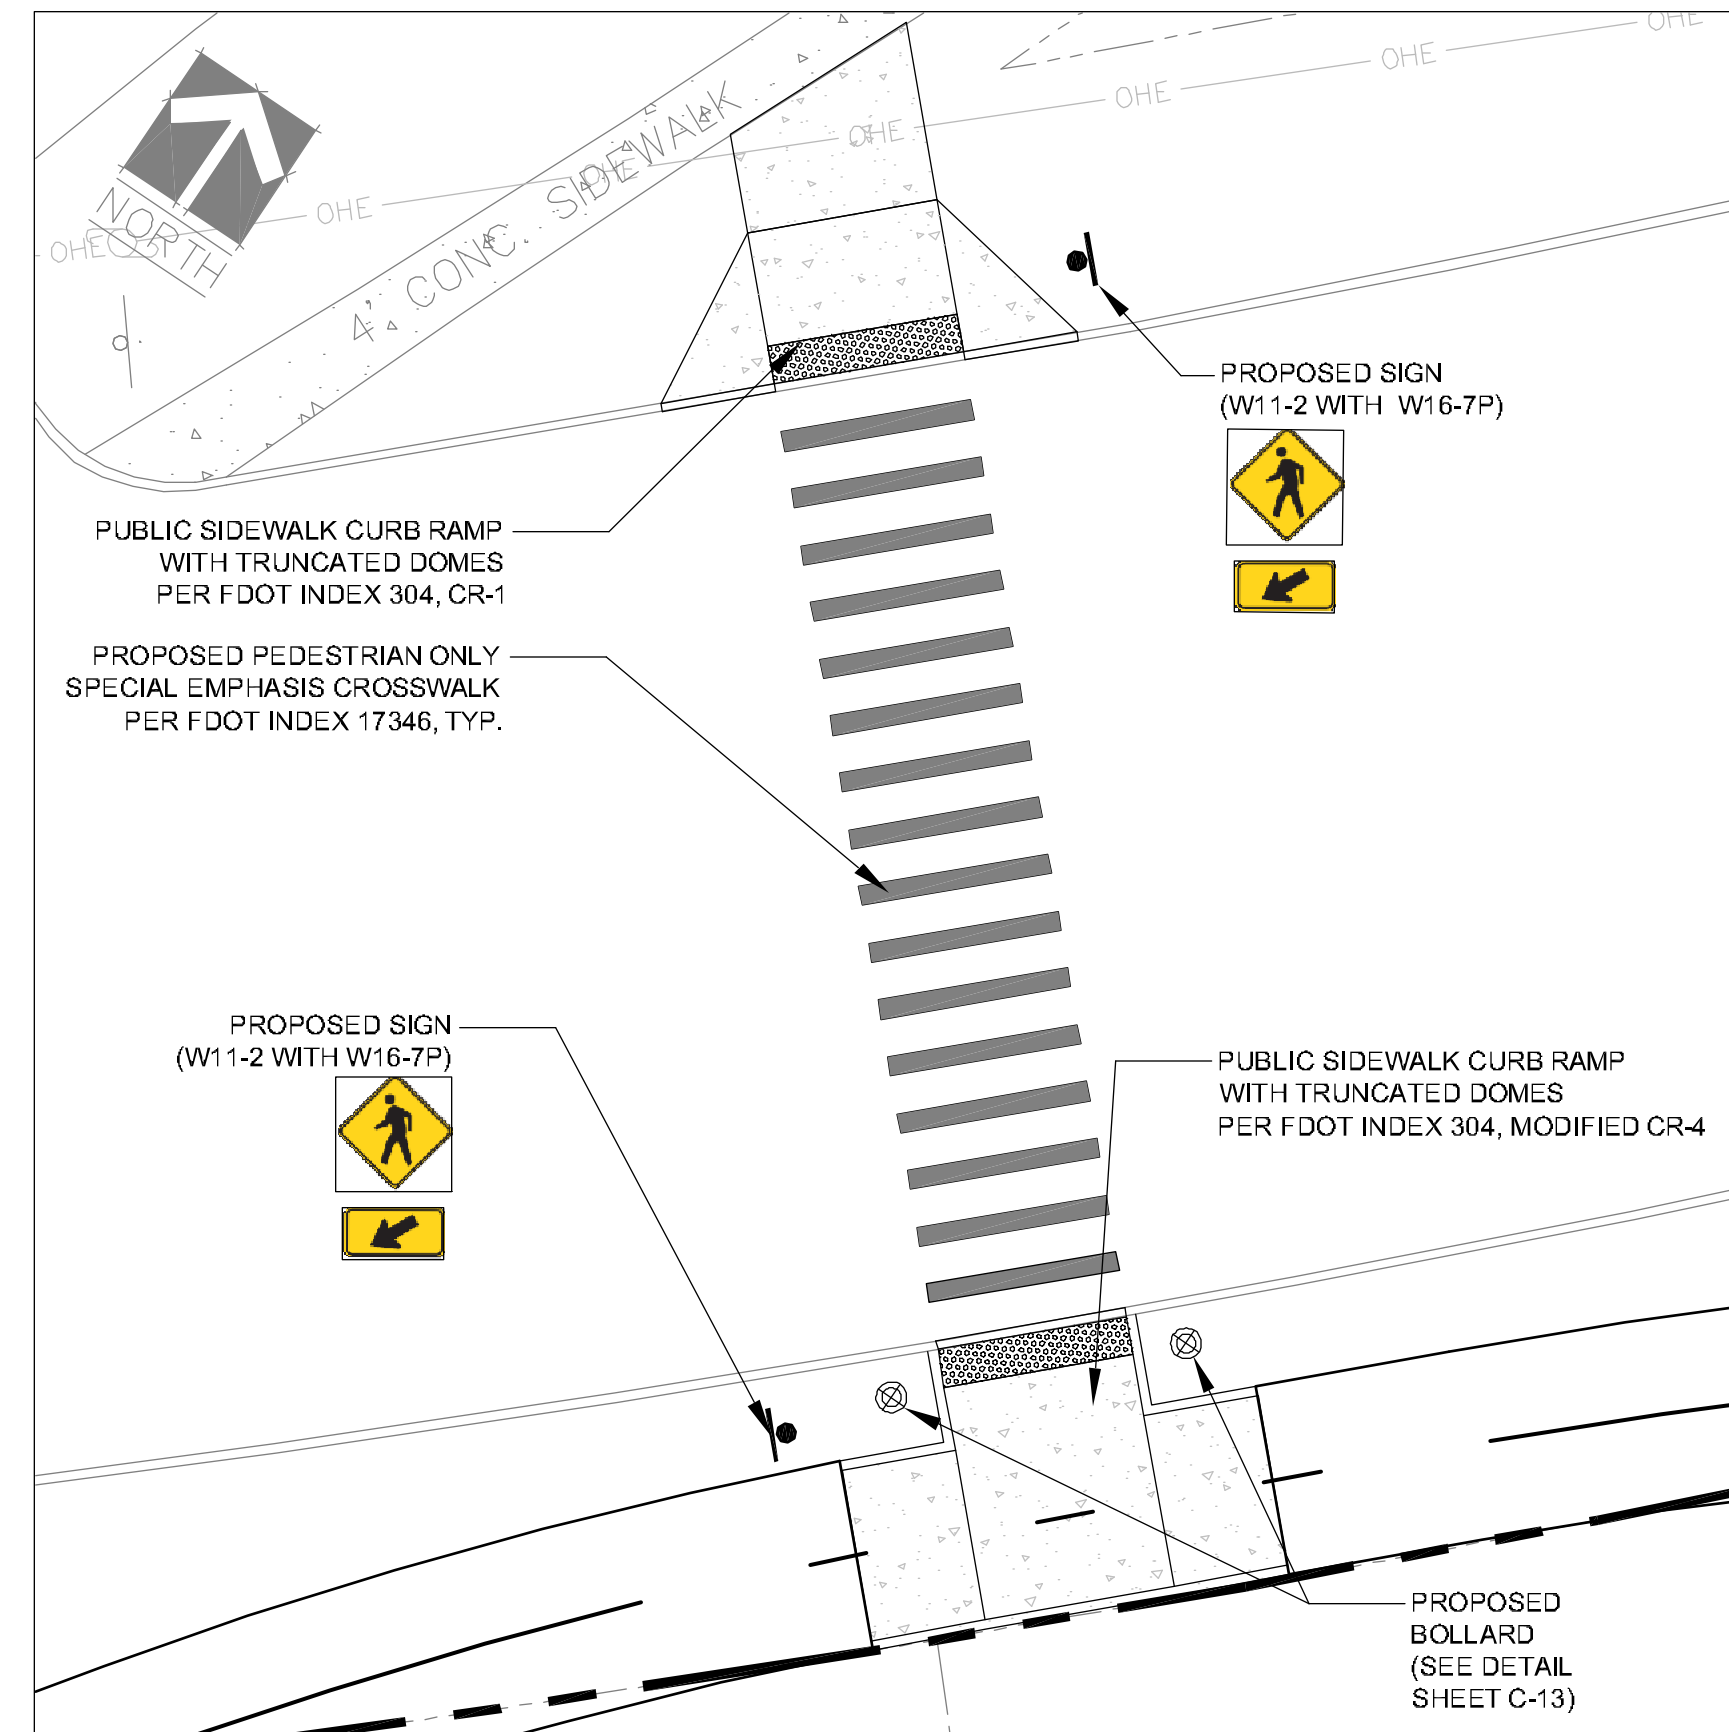 OHE
OHE
OHE
OHE
OHE
OHE
OHE
NORTH
4' CONC. SIDEWALK
PROPOSED SIGN
(W11-2 WITH W16-7P)
PUBLIC SIDEWALK CURB RAMP
WITH TRUNCATED DOMES
PER FDOT INDEX 304, CR-1
PROPOSED PEDESTRIAN ONLY
SPECIAL EMPHASIS CROSSWALK
PER FDOT INDEX 17346, TYP.
PROPOSED SIGN
(W11-2 WITH W16-7P)
PUBLIC SIDEWALK CURB RAMP
WITH TRUNCATED DOMES
PER FDOT INDEX 304, MODIFIED CR-4
PROPOSED
BOLLARD
(SEE DETAIL
SHEET C-13)